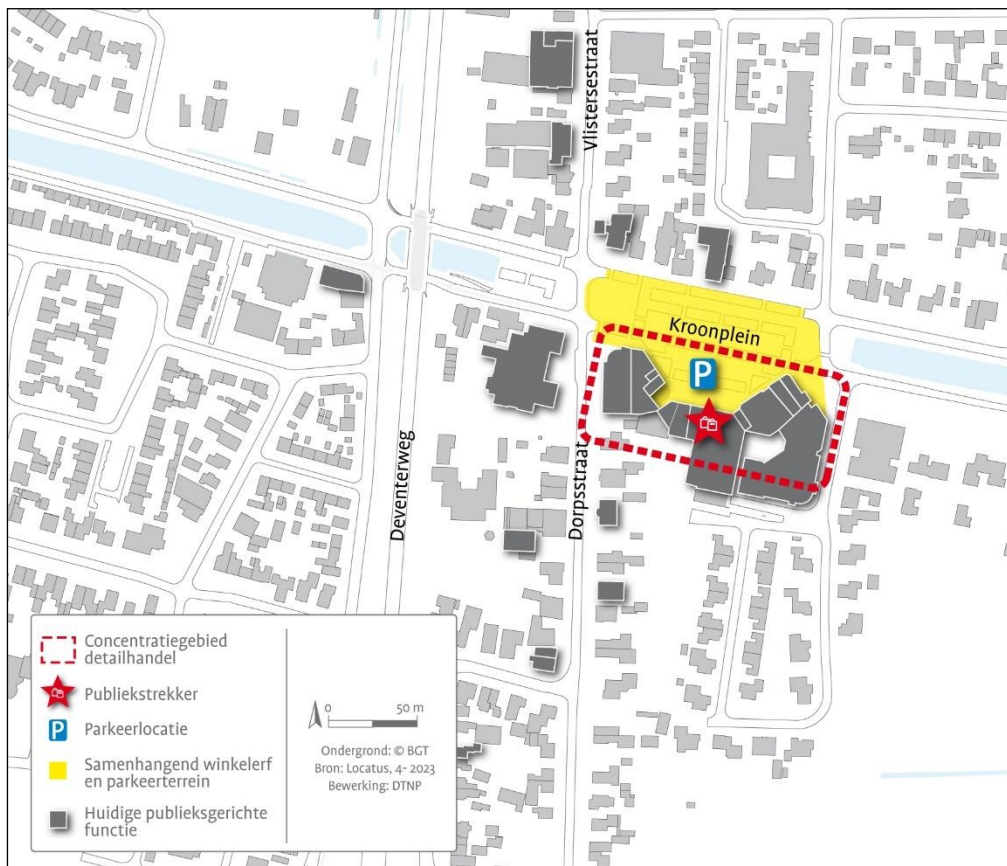 Vlistersestraat
Kroonplein
P
Deventerweg
Dorpsstraat
Concentratiegebied
detailhandel
Publiekstrekker
P
Parkeerlocatie
Samenhangend winkelerf
en parkeerterrein
Huidige publieksgerichte
functie
0 50 m
Ondergrond: © BGT
Bron: Locatus, 4- 2023
Bewerking: DTNP